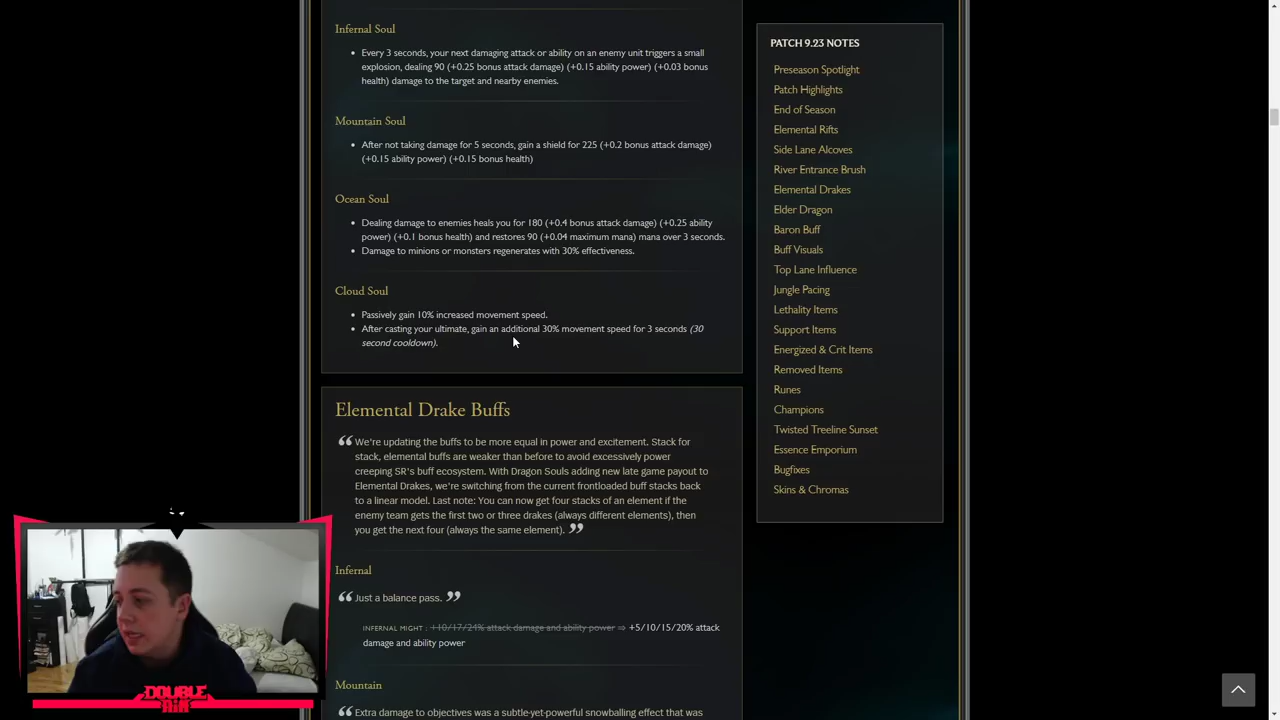 Infernal Soul
Every 3 seconds, your next damaging attack or ability on an enemy unit triggers a small
explosion, dealing 90 (+0.25 bonus attack damage) (+0.15 ability power) (+0.03 bonus
health) damage to the target and nearby enemies.
Mountain Soul
After not taking damage for 5 seconds, gain a shield for 225 (+0.2 bonus attack damage)
(+0.15 ability power) (+0.15 bonus health)
Ocean Soul
Dealing damage to enemies heals you for 180 (+0.4 bonus attack damage) (+0.25 ability
power) (+0.1 bonus health) and restores 90 (+0.04 maximum mana) mana over 3 seconds.
Damage to minions or monsters regenerates with 30% effectiveness.
Cloud Soul
Passively gain 10% increased movement speed.
After casting your ultimate, gain an additional 30% movement speed for 3 seconds (30
second cooldown).
Elemental Drake Buffs
“ We're updating the buffs to be more equal in power and excitement. Stack for
stack, elemental buffs are weaker than before to avoid excessively power
creeping SR's buff ecosystem. With Dragon Souls adding new late game payout to
Elemental Drakes, we're switching from the current frontloaded buff stacks back
to a linear model. Last note: You can now get four stacks of an element if the
enemy team gets the first two or three drakes (always different elements), then
you get the next four (always the same element). ”
Infernal
“ Just a balance pass. ”
INFERNAL MIGHT : +10/17/24% attack damage and ability power ⇒ +5/10/15/20% attack
damage and ability power
Mountain
“ Extra damage to objectives was a subtle-yet-powerful snowballing effect that was
PATCH 9.23 NOTES
Preseason Spotlight
Patch Highlights
End of Season
Elemental Rifts
Side Lane Alcoves
River Entrance Brush
Elemental Drakes
Elder Dragon
Baron Buff
Buff Visuals
Top Lane Influence
Jungle Pacing
Lethality Items
Support Items
Energized & Crit Items
Removed Items
Runes
Champions
Twisted Treeline Sunset
Essence Emporium
Bugfixes
Skins & Chromas
DOUBLE
AiN